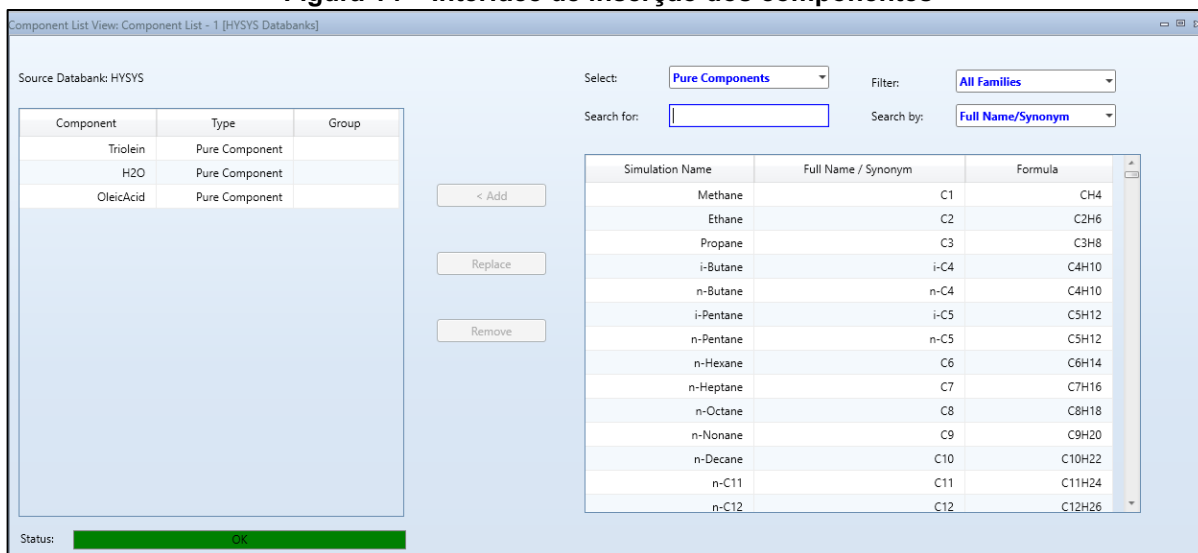 Component List View: Component List - 1 [HYSYS Databanks]
Source Databank: HYSYS
Select: Pure Components Filter: All Families
Search for: Search by: Full Name/Synonym
Component Type Group
Triolein Pure Component
H2O Pure Component
OleicAcid Pure Component
< Add
Replace
Remove
Simulation Name Full Name / Synonym Formula
Methane C1 CH4
Ethane C2 C2H6
Propane C3 C3H8
i-Butane i-C4 C4H10
n-Butane n-C4 C4H10
i-Pentane i-C5 C5H12
n-Pentane n-C5 C5H12
n-Hexane C6 C6H14
n-Heptane C7 C7H16
n-Octane C8 C8H18
n-Nonane C9 C9H20
n-Decane C10 C10H22
n-C11 C11 C11H24
n-C12 C12 C12H26
Status: OK